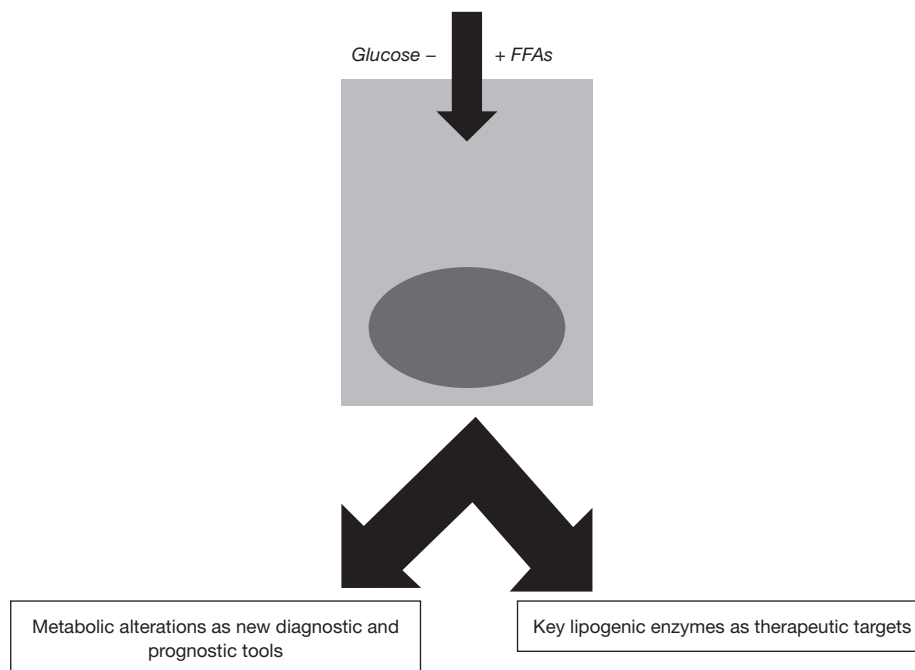 Glucose – + FFAs
Metabolic alterations as new diagnostic and
prognostic tools
Key lipogenic enzymes as therapeutic targets